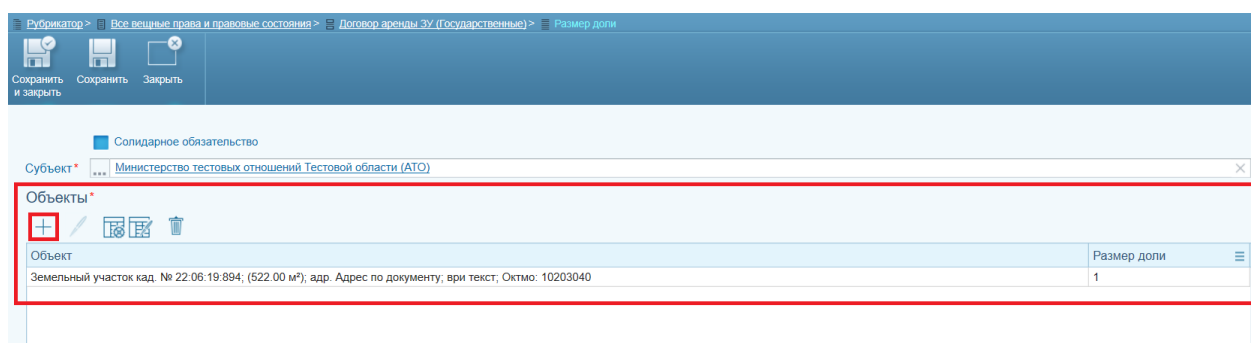 Рубрикатор > Все вещные права и правовые состояния > Договор аренды ЗУ (Государственные) > Размер доли
Сохранить и закрыть Сохранить Закрыть
Солидарное обязательство
Субъект * ... Министерство тестовых отношений Тестовой области (АТО)
Объекты *
Объект Размер доли
Земельный участок кад. № 22:06:19:894; (522.00 м²); адр. Адрес по документу; ври текст; Октмо: 10203040 1